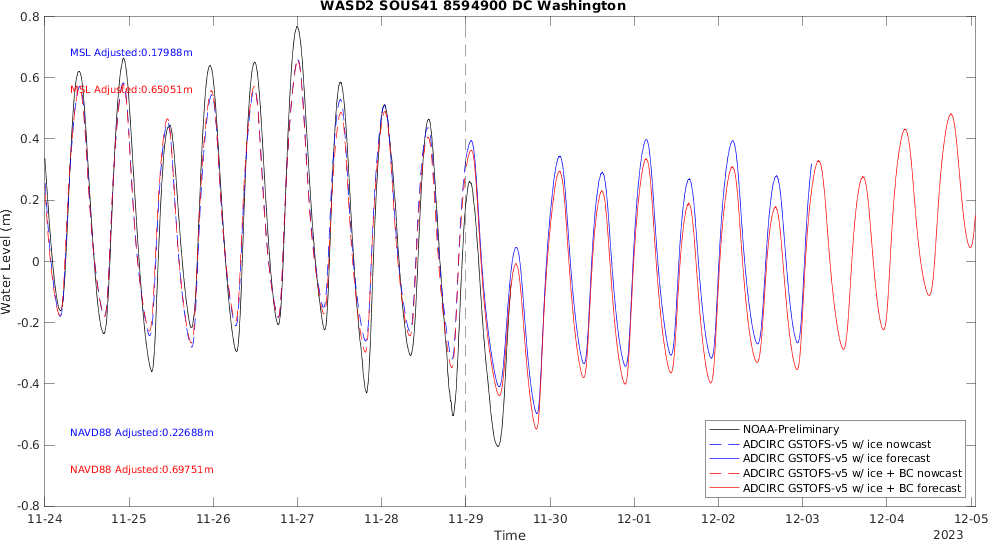 WASD2 SOUS41 8594900 DC Washington
0.8
0.6
0.4
0.2
0
-0.2
-0.4
-0.6
-0.8
Water Level (m)
MSL Adjusted:0.17988m
MSL Adjusted:0.65051m
NAVD88 Adjusted:0.22688m
NAVD88 Adjusted:0.69751m
NOAA-Preliminary
ADCIRC GSTOFS-v5 w/ ice nowcast
ADCIRC GSTOFS-v5 w/ ice forecast
ADCIRC GSTOFS-v5 w/ ice + BC nowcast
ADCIRC GSTOFS-v5 w/ ice + BC forecast
11-24 11-25 11-26 11-27 11-28 11-29 11-30 12-01 12-02 12-03 12-04 12-05
Time
2023